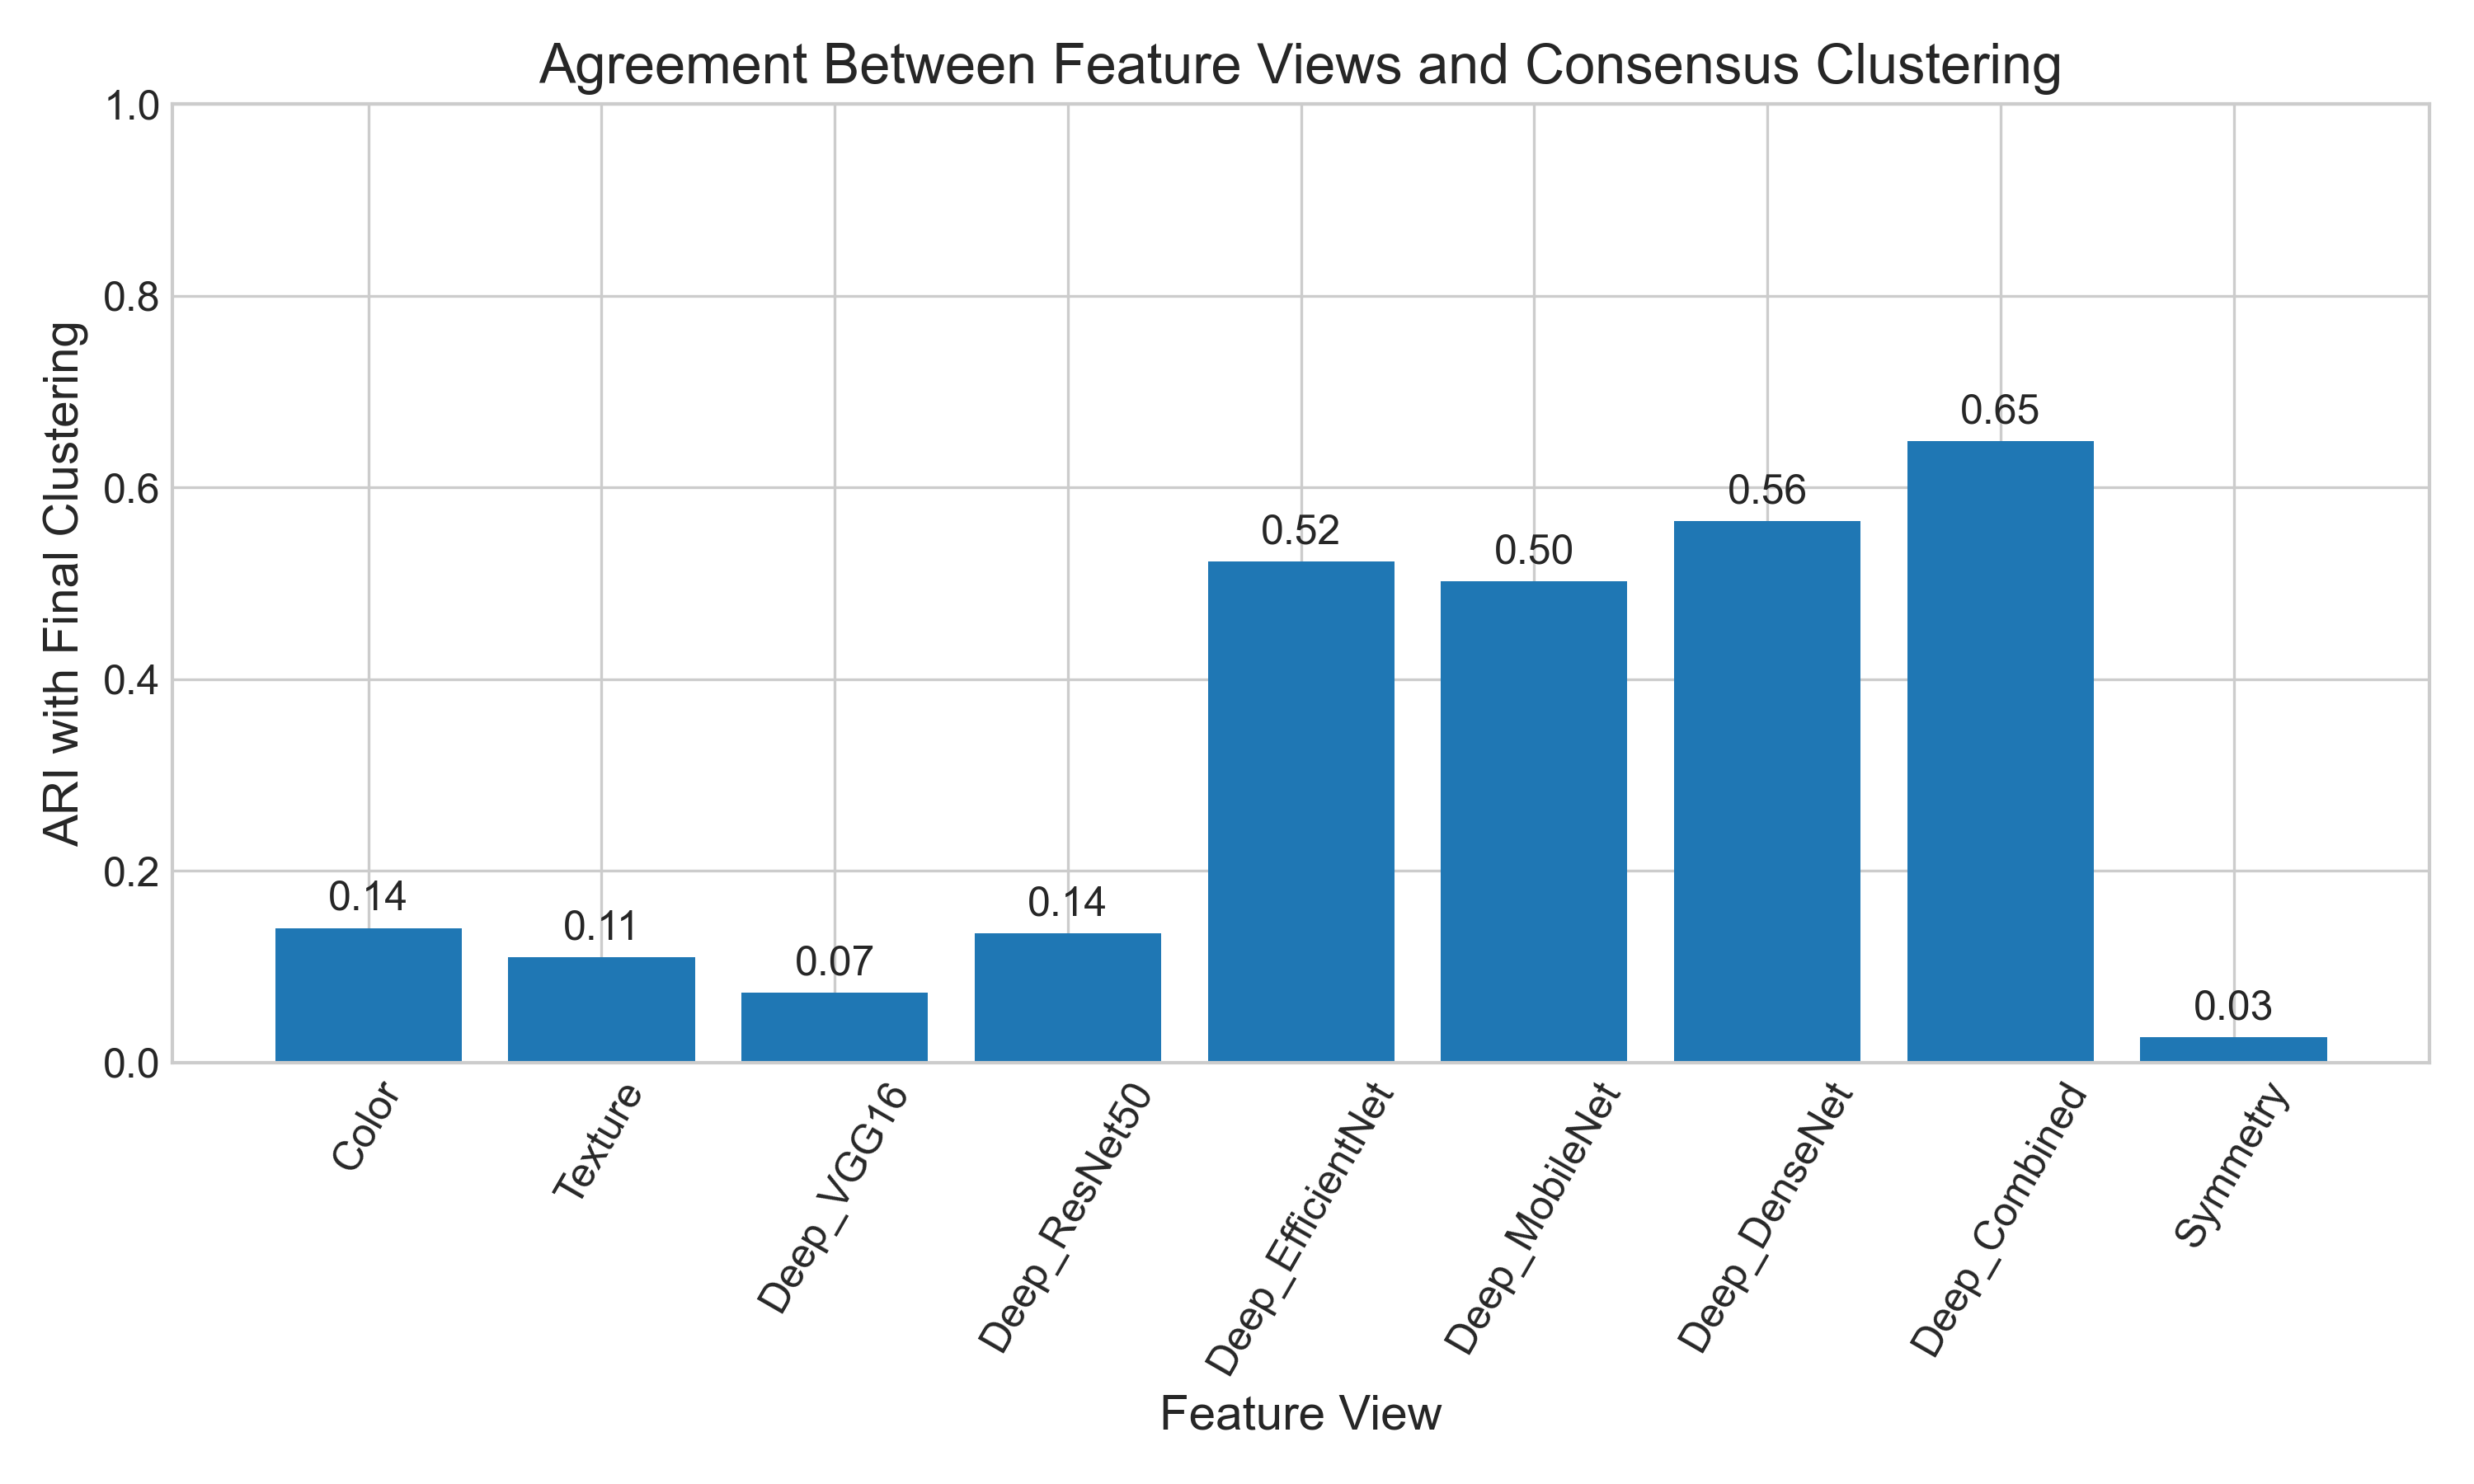 Agreement Between Feature Views and Consensus Clustering
ARI with Final Clustering
1.0
0.8
0.6
0.4
0.2
0.0
0.14
0.11
0.07
0.14
0.52
0.50
0.56
0.65
0.03
Color
Texture
Deep_VGG16
Deep_ResNet50
Deep_EfficientNet
Deep_MobileNet
Deep_DenseNet
Deep_Combined
Symmetry
Feature View